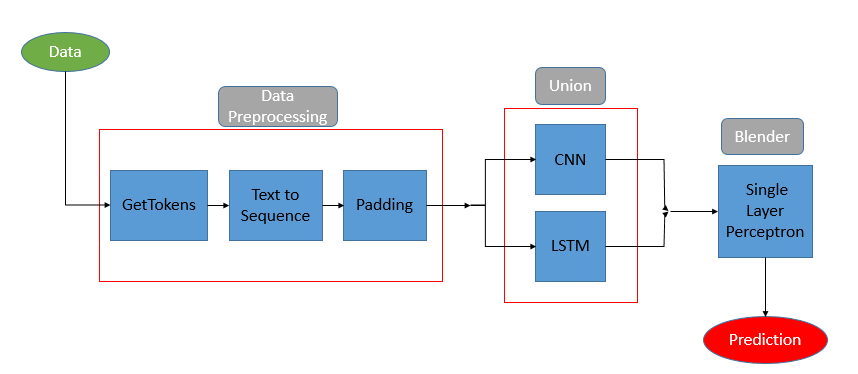 Data
Data
Preprocessing
GetTokens
Text to
Sequence
Padding
Union
CNN
LSTM
Blender
Single
Layer
Perceptron
Prediction